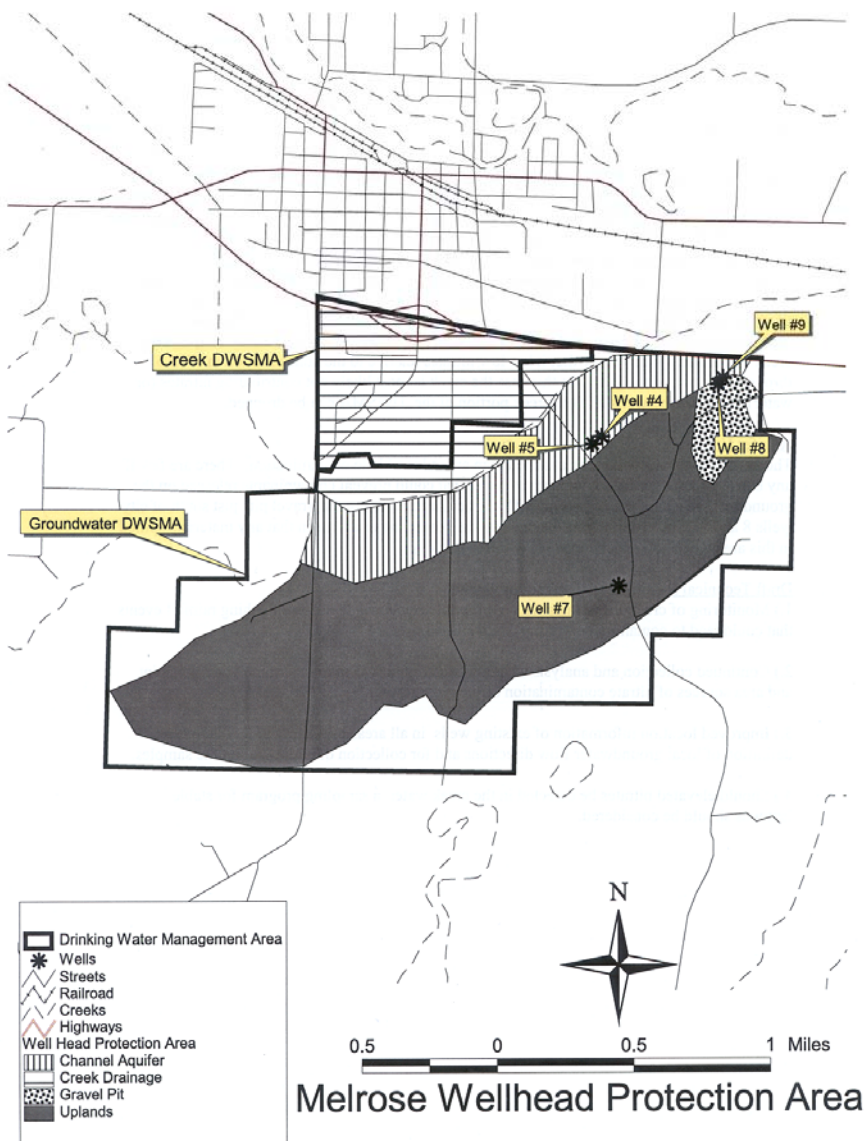 Well #9
Creek DWSMA
Well #4
Well #5
Well #8
Groundwater DWSMA
Well #7
N
Drinking Water Management Area
Wells
Streets
Railroad
Creeks
Highways
Well Head Protection Area
Channel Aquifer
Creek Drainage
Gravel Pit
Uplands
0.5 0 0.5 1 Miles
Melrose Wellhead Protection Area